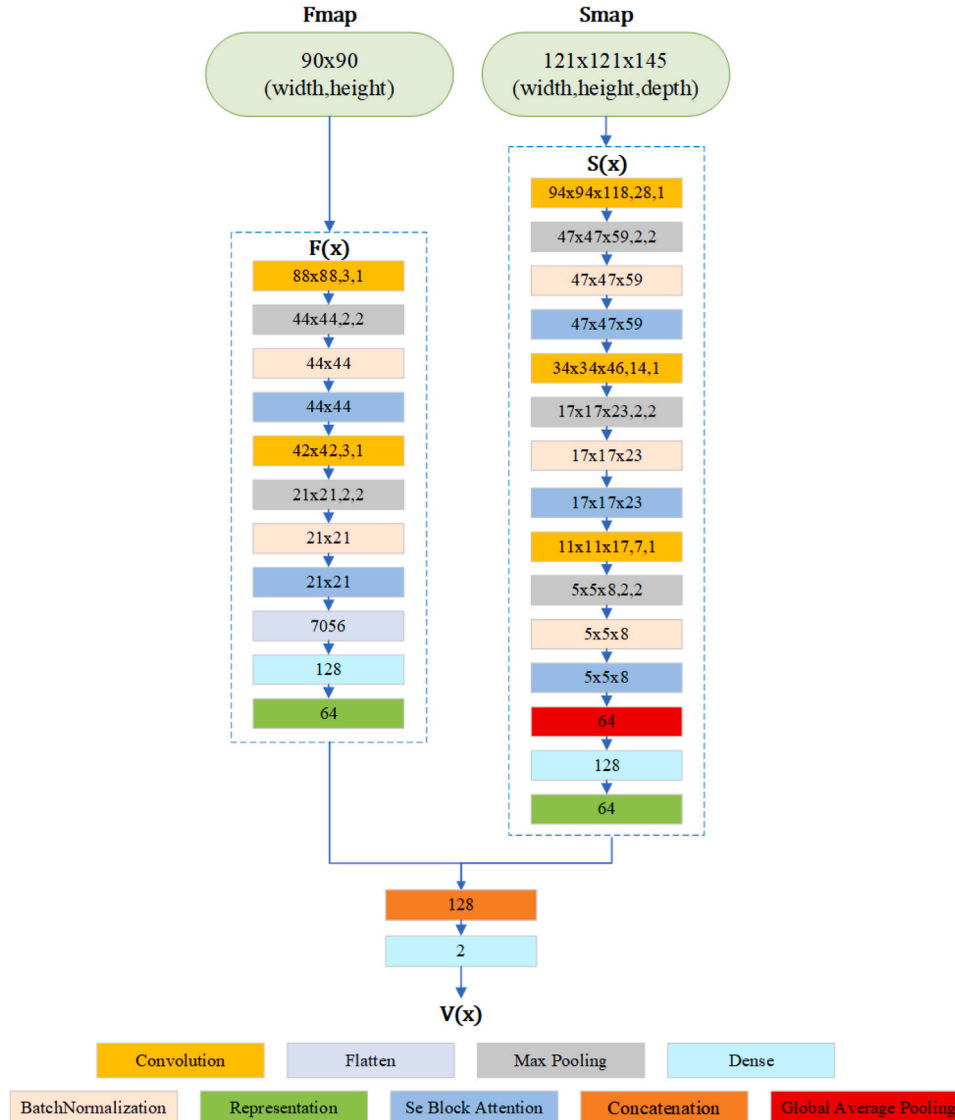 Fmap
90x90
(width,height)
F(x)
88x88,3,1
44x44,2,2
44x44
44x44
42x42,3,1
21x21,2,2
21x21
21x21
7056
128
64
Smap
121x121x145
(width,height,depth)
S(x)
94x94x118,28,1
47x47x59,2,2
47x47x59
47x47x59
34x34x46,14,1
17x17x23,2,2
17x17x23
17x17x23
11x11x17,7,1
5x5x8,2,2
5x5x8
5x5x8
64
128
64
128
2
V(x)
Convolution
Flatten
Max Pooling
Dense
BatchNormalization
Representation
Se Block Attention
Concatenation
Global Average Pooling